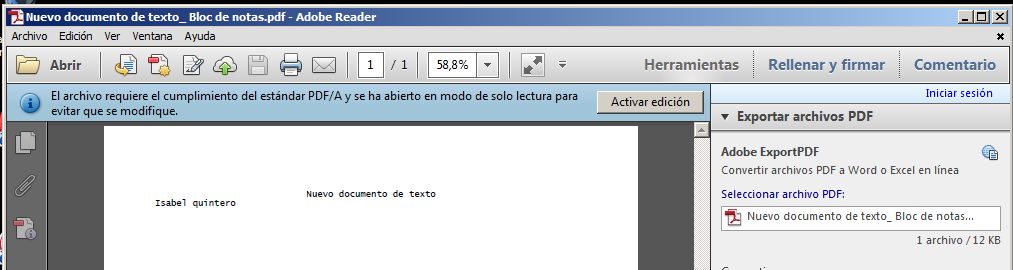 Nuevo documento de texto_ Bloc de notas.pdf - Adobe Reader
Archivo Edición Ver Ventana Ayuda
Abrir 1 / 1 58,8% Herramientas Rellenar y firmar Comentario
El archivo requiere el cumplimiento del estándar PDF/A y se ha abierto en modo de solo lectura para
evitar que se modifique.
Activar edición
Iniciar sesión
Exportar archivos PDF
Nuevo documento de texto
Isabel quintero
Adobe ExportPDF
Convertir archivos PDF a Word o Excel en línea
Seleccionar archivo PDF:
Nuevo documento de texto_ Bloc de notas...
1 archivo / 12 KB